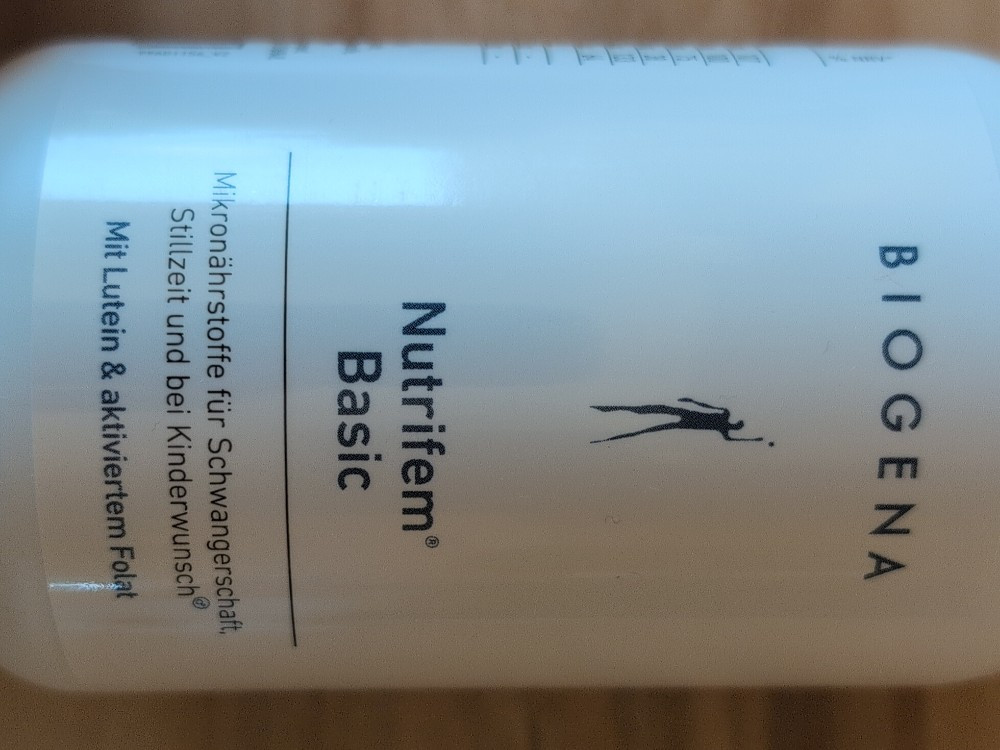 BIOGENA
Nutrifem®
Basic
Mikronährstoffe für Schwangerschaft,
Stillzeit und bei Kinderwunsch®
Mit Lutein & aktiviertem Folat